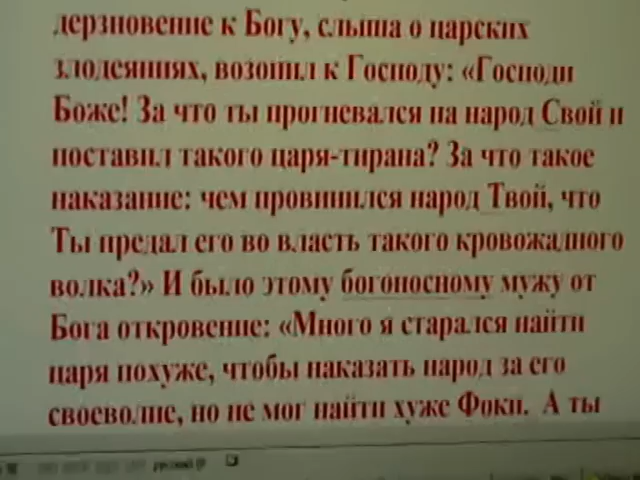 дерзновение к Богу, слыша о царских
злодеяниях, возопил к Господу: «Господи
Боже! За что ты прогневался на народ Свой и
поставил такого царя-тирана? За что такое
наказание: чем провинился народ Твой, что
Ты предал его во власть такого кровожадного
волка?» И было этому богоносному мужу от
Бога откровение: «Много я старался найти
царя похуже, чтобы наказать народ за его
своеволие, но не мог найти хуже Фоки. А ты
русский